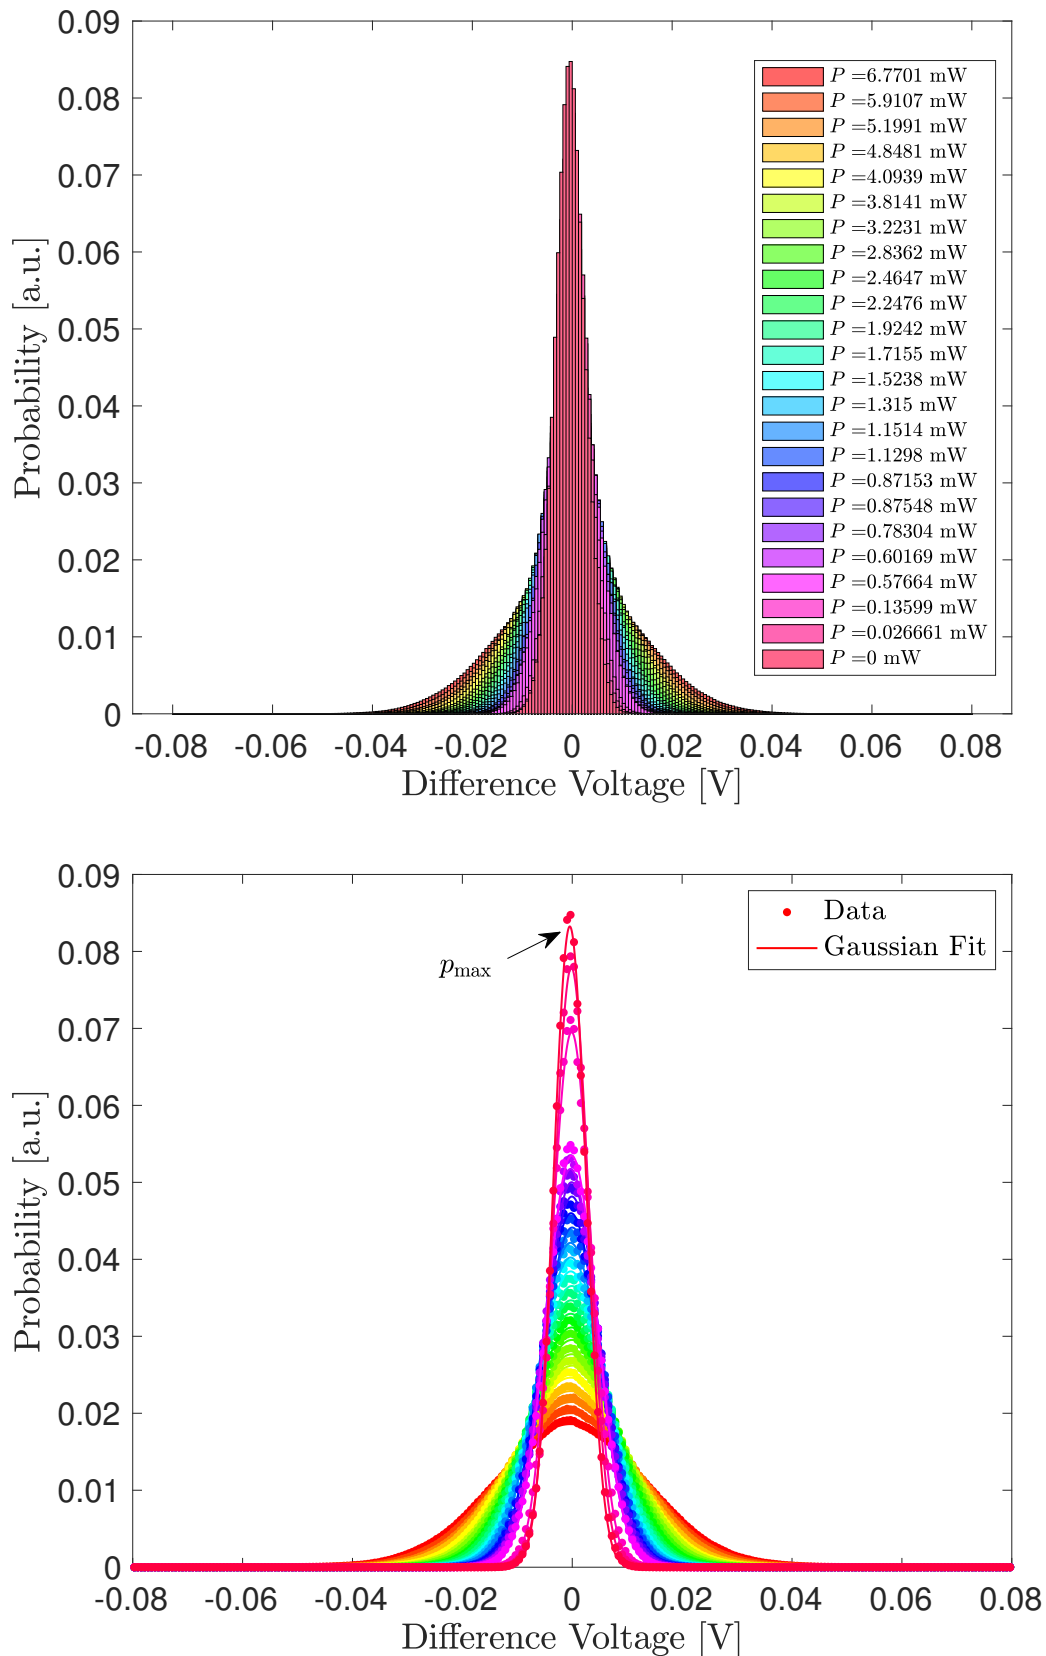 0.09
0.08
0.07
0.06
0.05
0.04
0.03
0.02
0.01
0
Probability [a.u.]
-0.08 -0.06 -0.04 -0.02 0 0.02 0.04 0.06 0.08
Difference Voltage [V]
P =6.7701 mW
P =5.9107 mW
P =5.1991 mW
P =4.8481 mW
P =4.0939 mW
P =3.8141 mW
P =3.2231 mW
P =2.8362 mW
P =2.4647 mW
P =2.2476 mW
P =1.9242 mW
P =1.7155 mW
P =1.5238 mW
P =1.315 mW
P =1.1514 mW
P =1.1298 mW
P =0.87153 mW
P =0.87548 mW
P =0.78304 mW
P =0.60169 mW
P =0.57664 mW
P =0.13599 mW
P =0.026661 mW
P =0 mW
0.09
0.08
0.07
0.06
0.05
0.04
0.03
0.02
0.01
0
Probability [a.u.]
-0.08 -0.06 -0.04 -0.02 0 0.02 0.04 0.06 0.08
Difference Voltage [V]
Data
Gaussian Fit
pmax